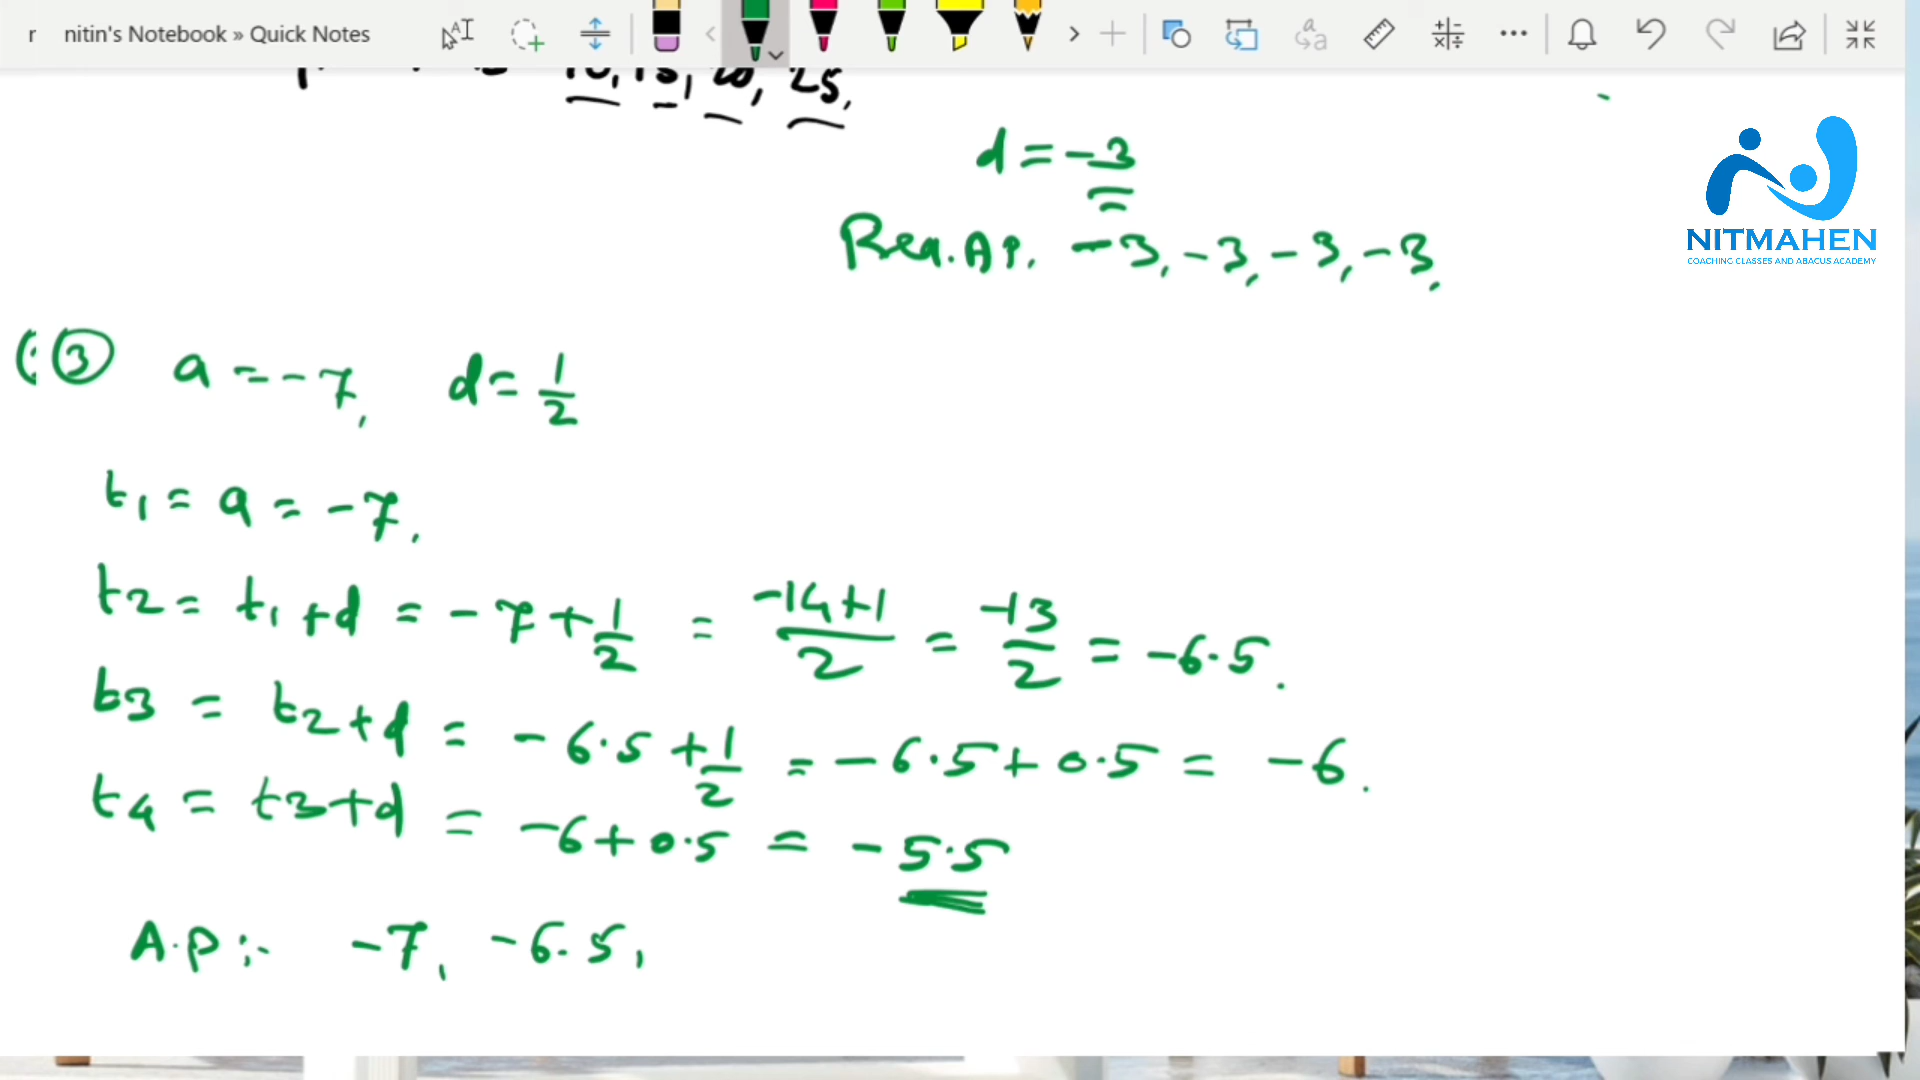 r nitin's Notebook » Quick Notes
10, 15, 20, 25,
d = -3
Req. A P. -3, -3, -3, -3,
NITMAHEN
COACHING CLASSES AND ABACUS ACADEMY
(3) a = -7, d = 1/2
t1 = a = -7,
t2 = t1 + d = -7 + 1/2 = -14+1/2 = -13/2 = -6.5.
t3 = t2 + d = -6.5 + 1/2 = -6.5 + 0.5 = -6.
t4 = t3 + d = -6 + 0.5 = -5.5
A.P :- -7, -6.5,